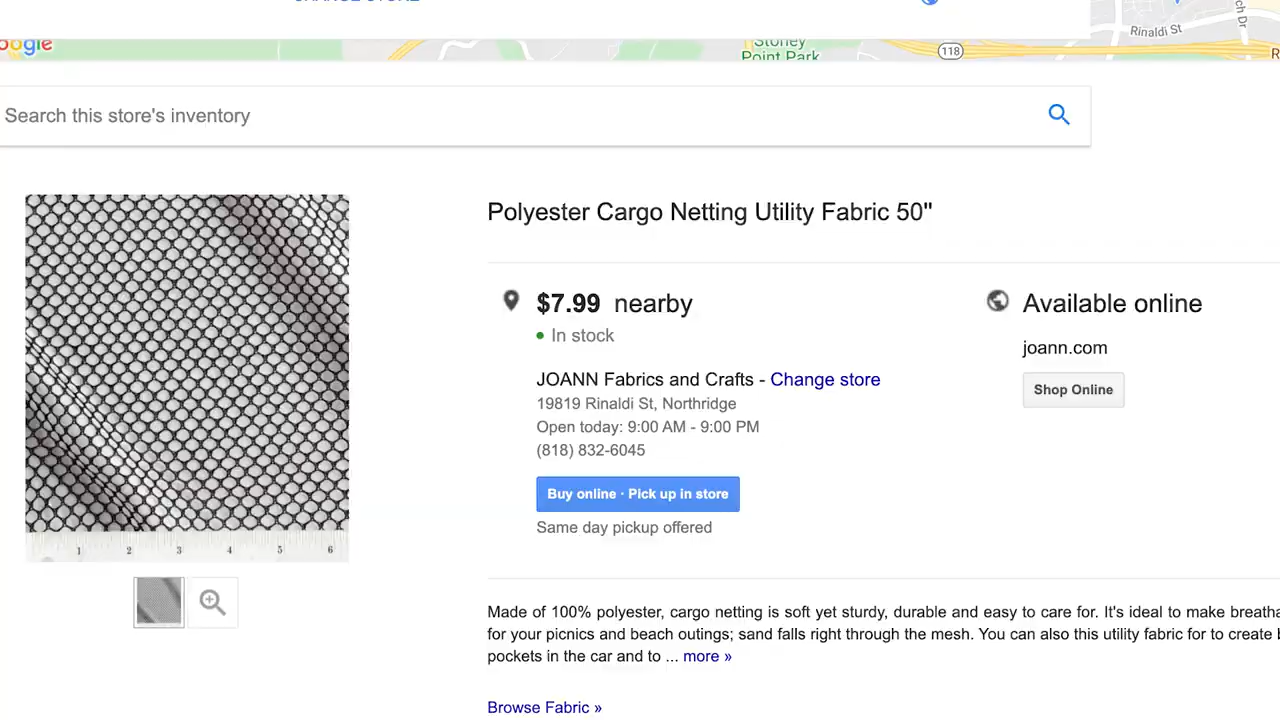 CHANGE STORE
Google
Rinaldi St
ch Dr
Stoney
Point Park
118
R
Search this store's inventory
Polyester Cargo Netting Utility Fabric 50"
$7.99 nearby
In stock
JOANN Fabrics and Crafts - Change store
19819 Rinaldi St, Northridge
Open today: 9:00 AM - 9:00 PM
(818) 832-6045
Buy online · Pick up in store
Same day pickup offered
Available online
joann.com
Shop Online
1 2 3 4 5 6
Made of 100% polyester, cargo netting is soft yet sturdy, durable and easy to care for. It's ideal to make breatha
for your picnics and beach outings; sand falls right through the mesh. You can also this utility fabric for to create b
pockets in the car and to ... more »
Browse Fabric »